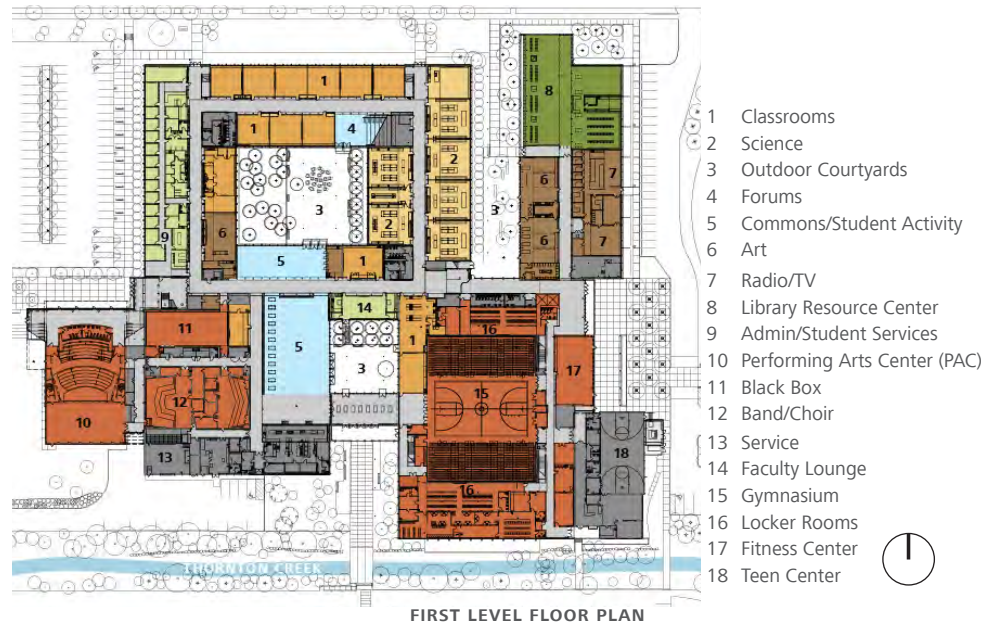 1
8
1
4
2
3
6
2
9
5
1
3
6
7
6
7
14
16
11
5
1
3
17
12
15
10
13
18
16
THORNTON CREEK
1 Classrooms
2 Science
3 Outdoor Courtyards
4 Forums
5 Commons/Student Activity
6 Art
7 Radio/TV
8 Library Resource Center
9 Admin/Student Services
10 Performing Arts Center (PAC)
11 Black Box
12 Band/Choir
13 Service
14 Faculty Lounge
15 Gymnasium
16 Locker Rooms
17 Fitness Center
18 Teen Center
FIRST LEVEL FLOOR PLAN